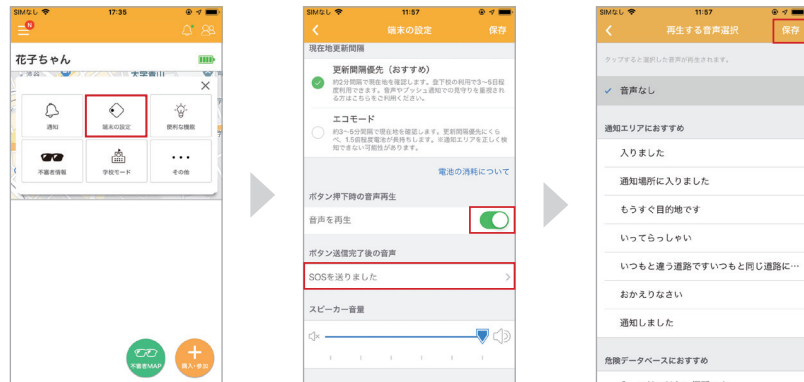 SIMなし 17:35
花子ちゃん
大学青山
通知
端末の設定
便利な機能
不審者情報
学校モード
その他
不審者MAP
購入・参加
SIMなし 11:57
端末の設定 保存
現在地更新間隔
更新間隔優先（おすすめ）
約2分間隔で現在地を確認します。登下校の利用で3〜5日程
度利用できます。音声やプッシュ通知での見守りを重視され
る方はこちらをご利用ください。
エコモード
約3〜6分間隔で現在地を確認します。更新間隔優先にくら
べ、1.5倍程度電池が長持ちします。※通知エリアを正しく検
知できない可能性があります。
電池の消耗について
ボタン押下時の音声再生
音声を再生
ボタン送信完了後の音声
SOSを送りました
スピーカー音量
SIMなし 11:57
再生する音声選択 保存
タップすると選択した音声が再生されます。
音声なし
通知エリアにおすすめ
入りました
通知場所に入りました
もうすぐ目的地です
いってらっしゃい
いつもと違う道路ですいつもと同じ道路に…
おかえりなさい
通知しました
危険データベースにおすすめ